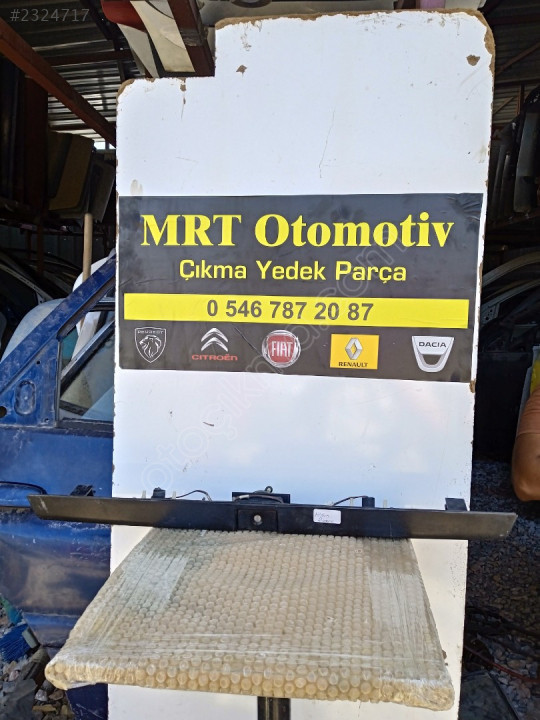 #2324717
MRT Otomotiv
Çıkma Yedek Parça
0 546 787 20 87
PEUGEOT
CITROËN
FIAT
RENAULT
DACIA